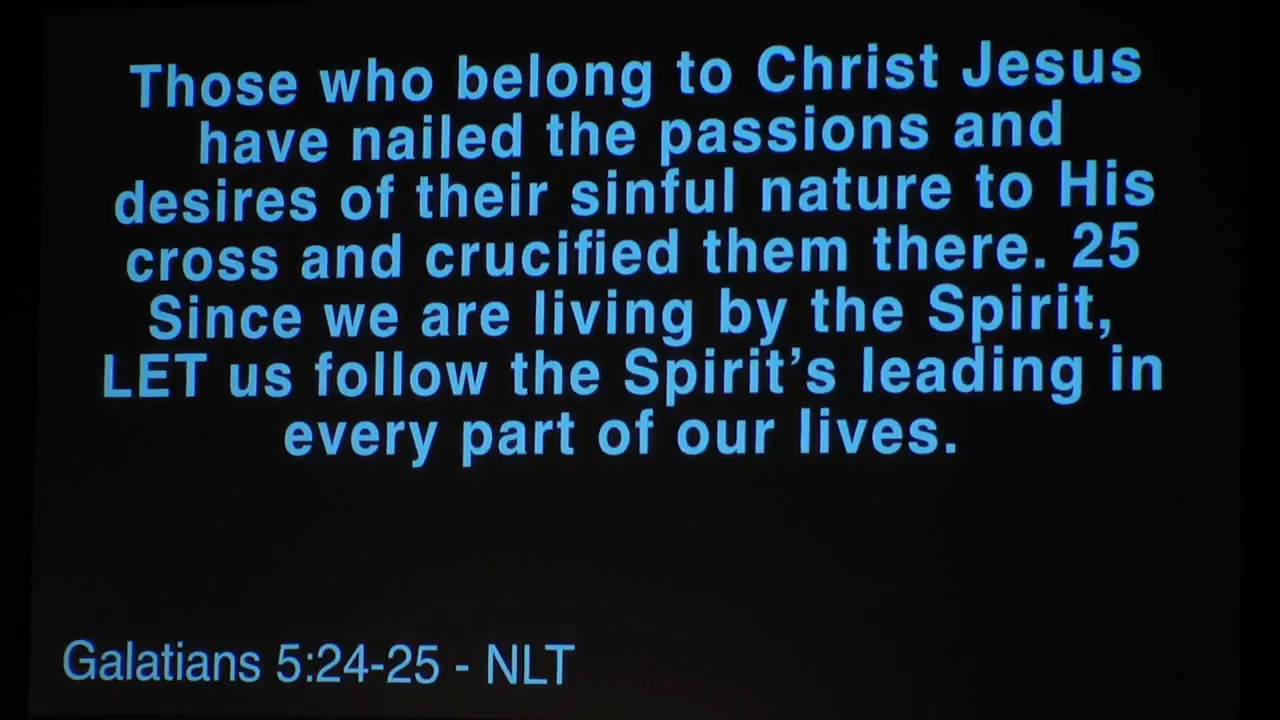 Those who belong to Christ Jesus
have nailed the passions and
desires of their sinful nature to His
cross and crucified them there. 25
Since we are living by the Spirit,
LET us follow the Spirit’s leading in
every part of our lives.
Galatians 5:24-25 - NLT